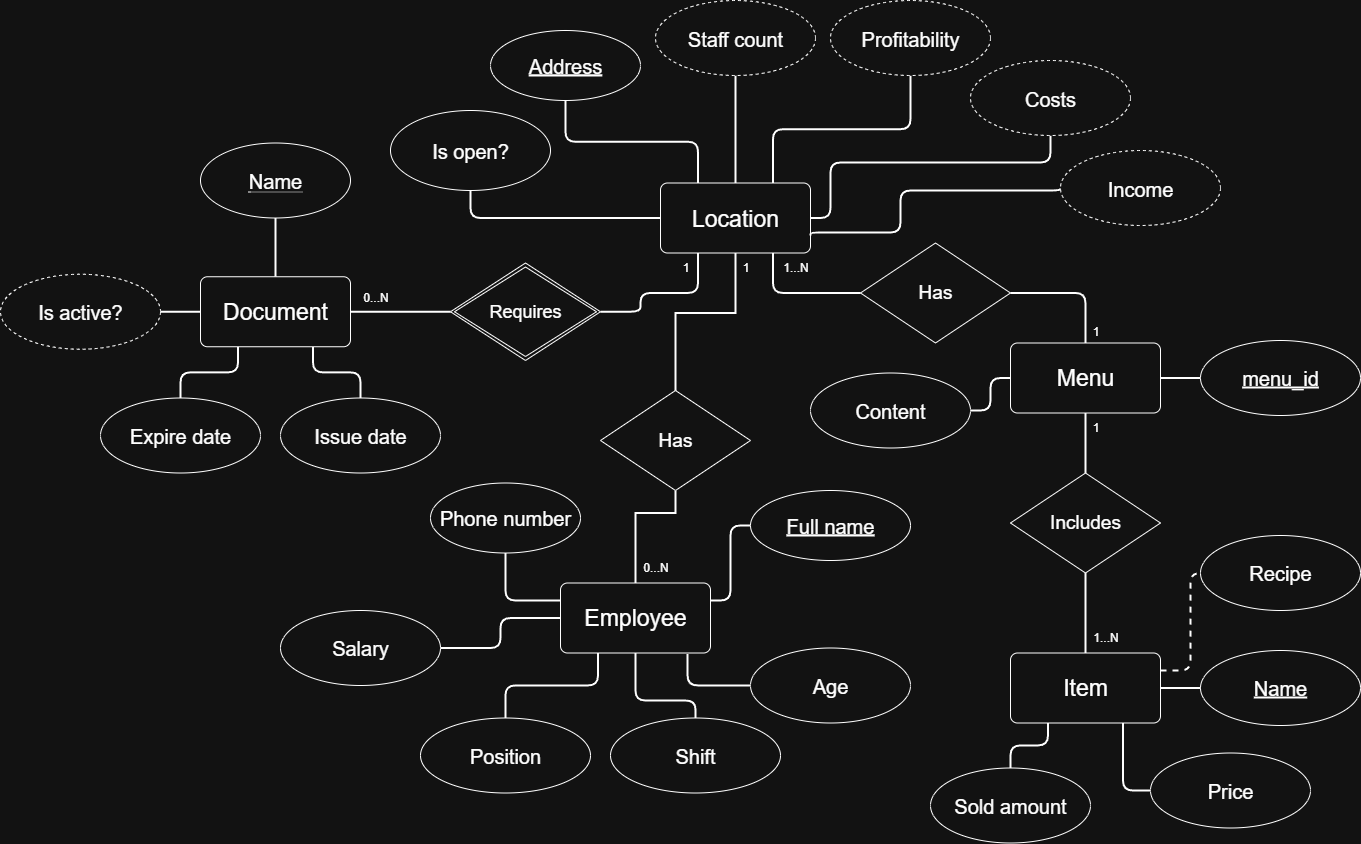 Staff count
Profitability
Address
Costs
Is open?
Name
Income
Location
1
1
1...N
Has
0...N
Is active?
Document
Requires
1
Menu
menu_id
Content
Expire date
Issue date
1
Has
Phone number
Full name
Includes
0...N
Recipe
Employee
1...N
Salary
Age
Item
Name
Position
Shift
Price
Sold amount